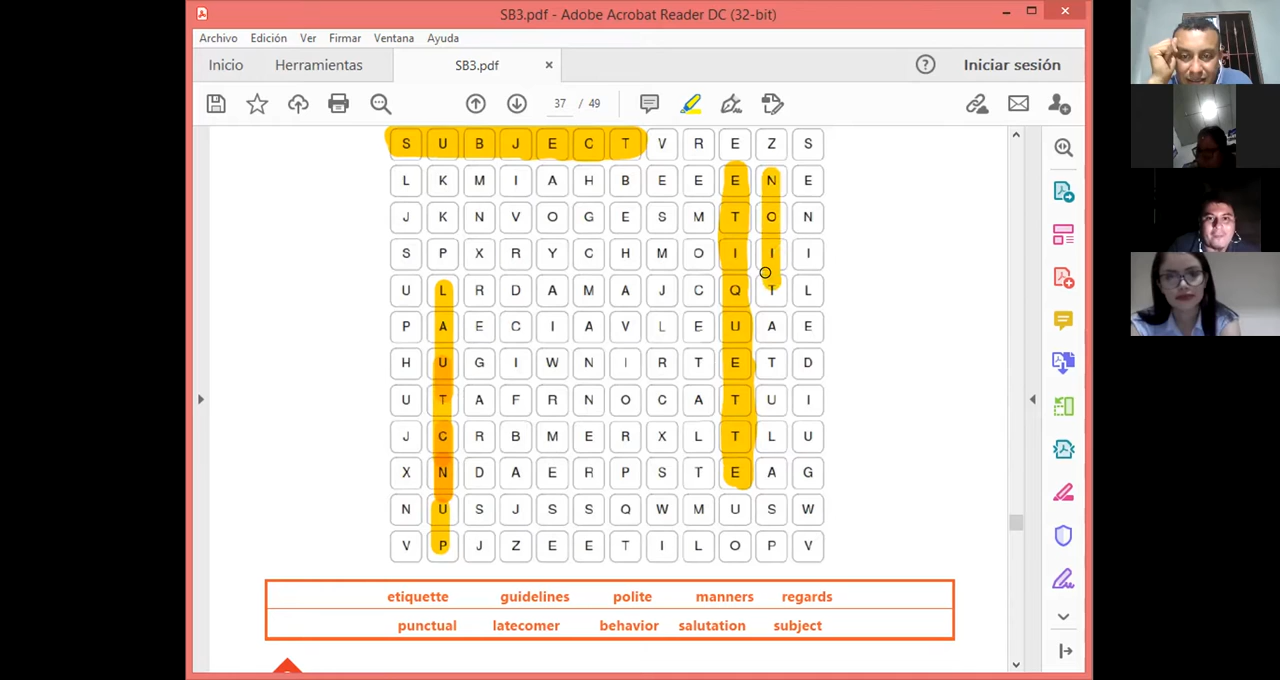 SB3.pdf - Adobe Acrobat Reader DC (32-bit)
Archivo Edición Ver Firmar Ventana Ayuda
Inicio Herramientas SB3.pdf × ? Iniciar sesión
37 / 49
S U B J E C T V R E Z S
L K M I A H B E E E N E
J K N V O G E S M T O N
S P X R Y C H M O I I I
U L R D A M A J C Q T L
P A E C I A V L E U A E
H U G I W N I R T E T D
U T A F R N O C A T U I
J C R B M E R X L T L U
X N D A E R P S T E A G
N U S J S S Q W M U S W
V P J Z E E T I L O P V
etiquette guidelines polite manners regards
punctual latecomer behavior salutation subject